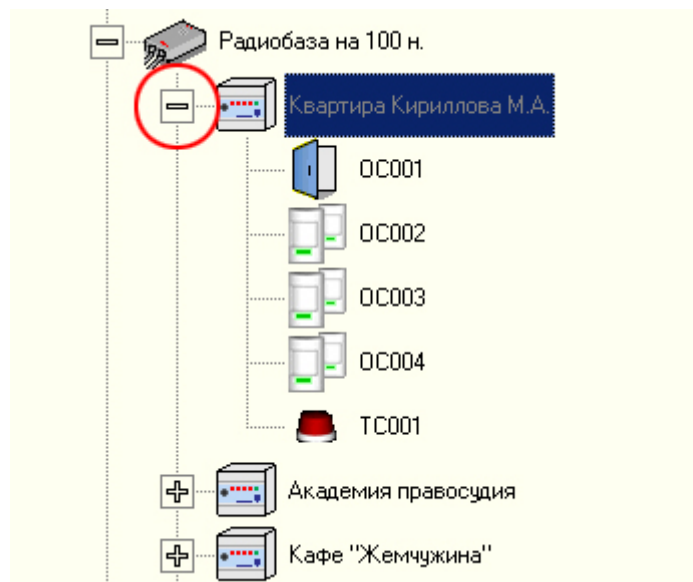 Радиобаза на 100 н.
Квартира Кириллова М.А.
ОС001
ОС002
ОС003
ОС004
ТС001
Академия правосудия
Кафе "Жемчужина"